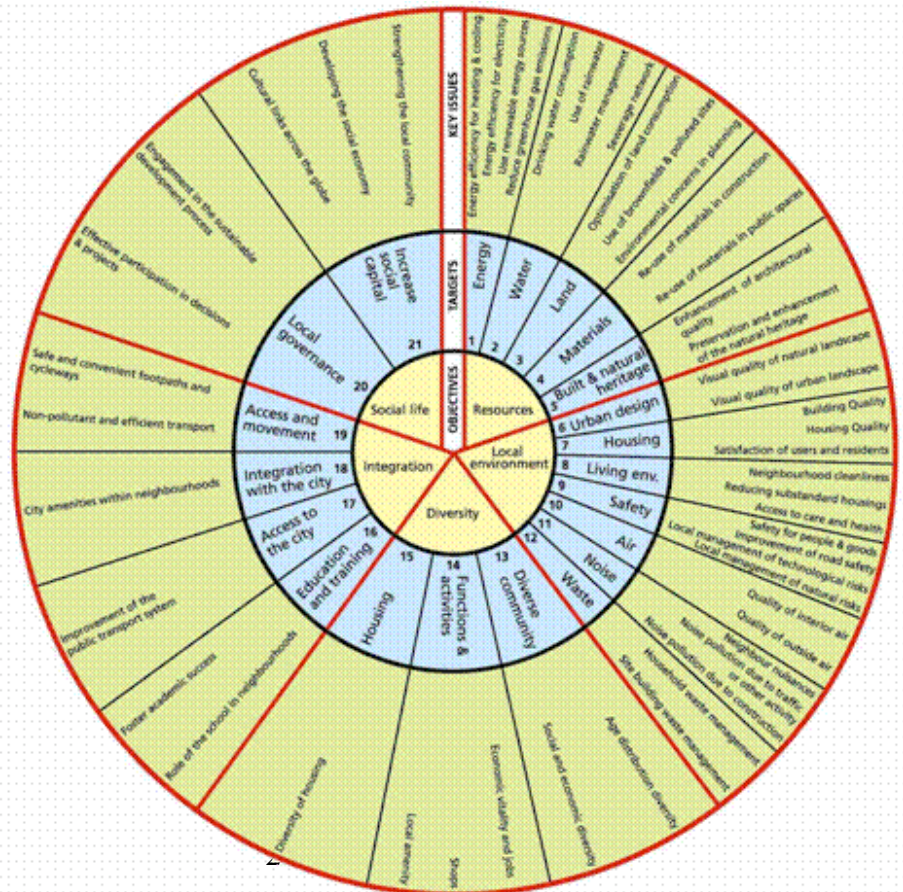 KEY ISSUES
TARGETS
OBJECTIVES
Resources
Local
environment
Diversity
Integration
Social life
1
Energy
2
Water
3
Land
4
Materials
5
Built & natural
heritage
6
Urban design
7
Housing
8
Living env.
9
Safety
10
Air
11
Noise
12
Waste
13
Diverse
community
14
Functions &
activities
15
Housing
16
Education
and training
17
Access to
the city
18
Integration
with the city
19
Access and
movement
20
Local
governance
21
Increase
social
capital
Energy efficiency for heating & cooling
Energy efficiency for electricity
Use renewable energy sources
Reduce greenhouse gas emissions
Drinking water consumption
Use of rainwater
Rainwater management
Sewerage network
Optimisation of land consumption
Use of brownfields & polluted sites
Environmental concerns in planning
Re-use of materials in construction
Re-use of materials in public spaces
Enhancement of architectural
quality
Preservation and enhancement
of the natural heritage
Visual quality of natural landscape
Visual quality of urban landscape
Building Quality
Housing Quality
Satisfaction of users and residents
Neighbourhood cleanliness
Reducing substandard housings
Access to care and health
Safety for people & goods
Improvement of road safety
Local management of technological risks
Local management of natural risks
Quality of interior air
Quality of outside air
Neighbour nuisances
Noise pollution due to traffic
or other activity
Noise pollution due to construction
Household waste management
Site building waste management
Age distribution diversity
Social and economic diversity
Economic vitality and jobs
Shops
Local amenity
Diversity of housing
Role of the school in neighbourhoods
Foster academic success
Improvement of the
public transport system
City amenities within neighbourhoods
Non-pollutant and efficient transport
Safe and convenient footpaths and
cycleways
Effective participation in decisions
& projects
Engagement in the sustainable
development process
Cultural links across the globe
Developing the social economy
Strengthening the local community
2